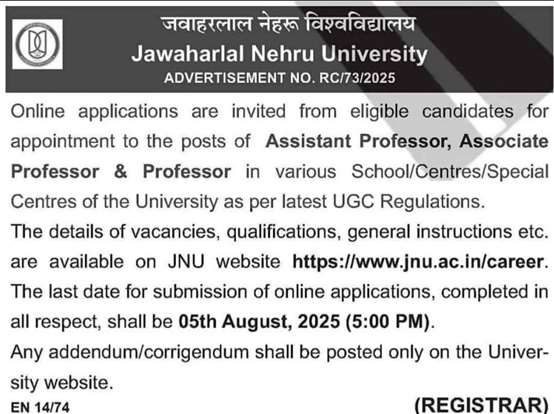 जवाहरलाल नेहरू विश्वविद्यालय
Jawaharlal Nehru University
ADVERTISEMENT NO. RC/73/2025
Online applications are invited from eligible candidates for
appointment to the posts of Assistant Professor, Associate
Professor & Professor in various School/Centres/Special
Centres of the University as per latest UGC Regulations.
The details of vacancies, qualifications, general instructions etc.
are available on JNU website https://www.jnu.ac.in/career.
The last date for submission of online applications, completed in
all respect, shall be 05th August, 2025 (5:00 PM).
Any addendum/corrigendum shall be posted only on the Univer-
sity website.
EN 14/74
(REGISTRAR)